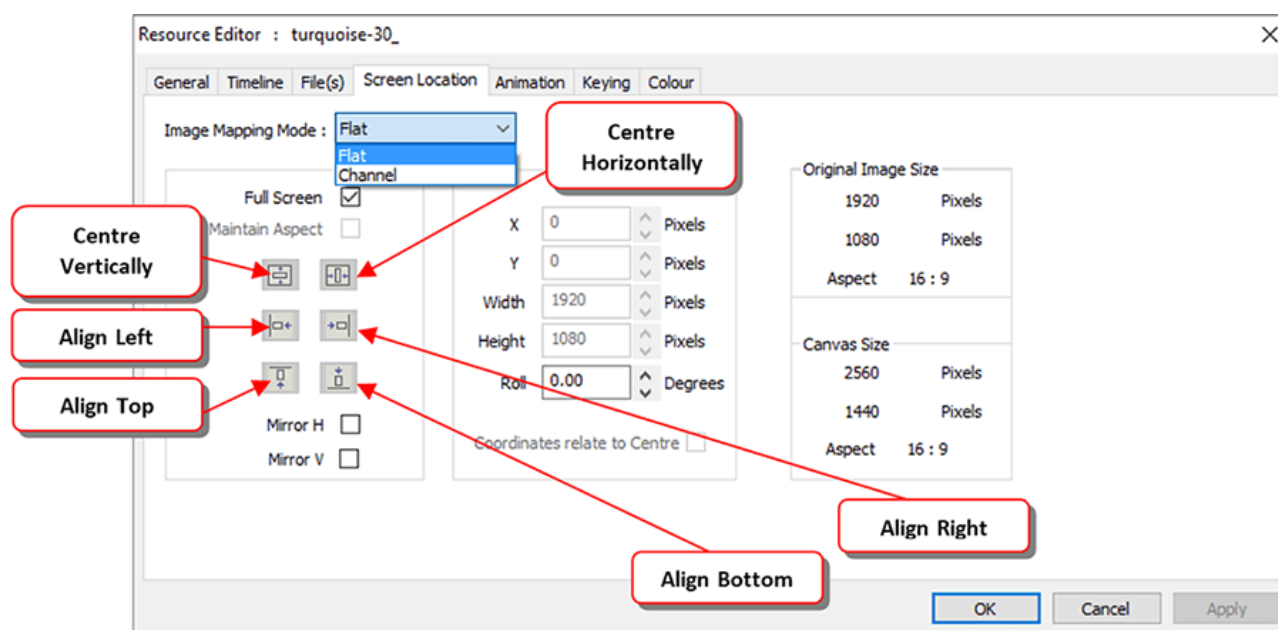 Resource Editor : turquoise-30_
General Timeline File(s) Screen Location Animation Keying Colour
Image Mapping Mode : Flat
Flat
Channel
Centre
Horizontally
Full Screen
Maintain Aspect
Centre
Vertically
Align Left
Align Top
Mirror H
Mirror V
X 0 Pixels
Y 0 Pixels
Width 1920 Pixels
Height 1080 Pixels
Roll 0.00 Degrees
Coordinates relate to Centre
Original Image Size
1920 Pixels
1080 Pixels
Aspect 16 : 9
Canvas Size
2560 Pixels
1440 Pixels
Aspect 16 : 9
Align Right
Align Bottom
OK Cancel Apply